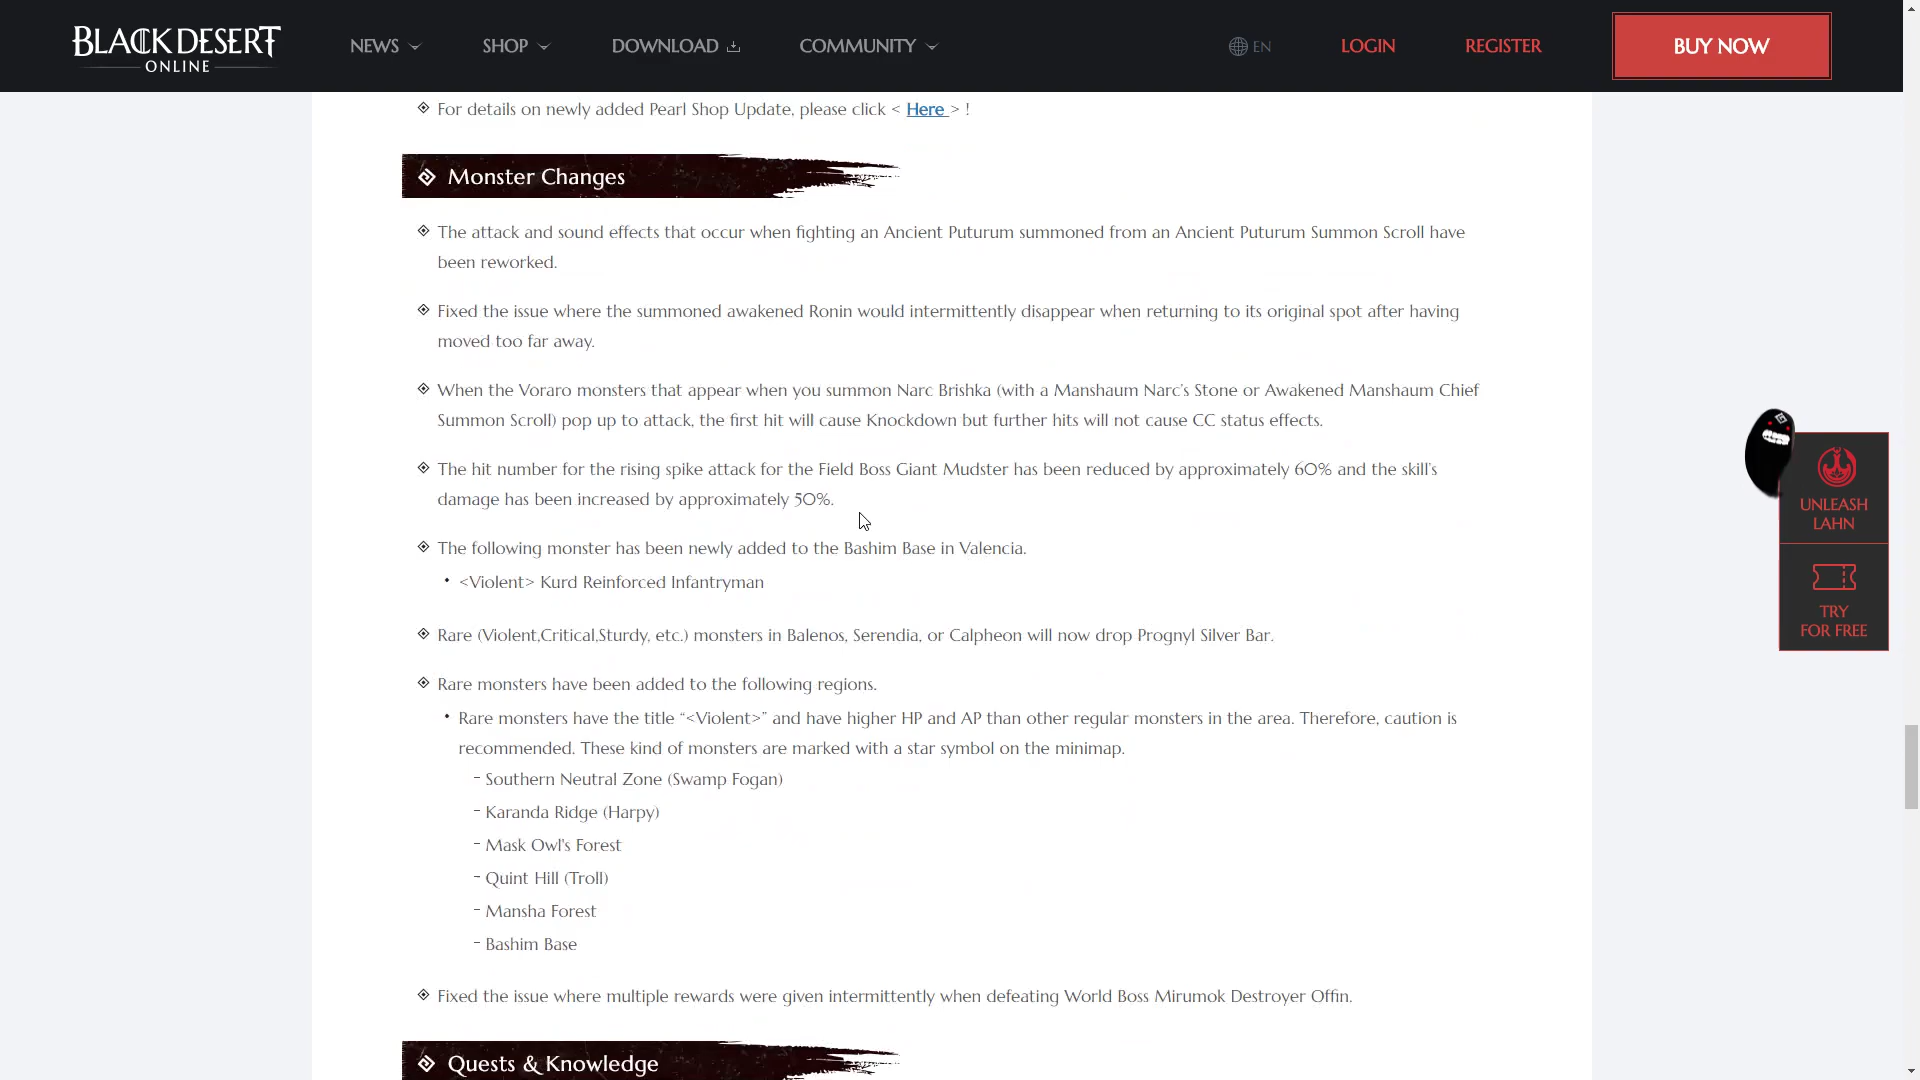 BLACK DESERT
ONLINE
NEWS
SHOP
DOWNLOAD
COMMUNITY
EN
LOGIN
REGISTER
BUY NOW
For details on newly added Pearl Shop Update, please click < Here > !
Monster Changes
The attack and sound effects that occur when fighting an Ancient Puturum summoned from an Ancient Puturum Summon Scroll have
been reworked.
Fixed the issue where the summoned awakened Ronin would intermittently disappear when returning to its original spot after having
moved too far away.
When the Voraro monsters that appear when you summon Narc Brishka (with a Manshaum Narc's Stone or Awakened Manshaum Chief
Summon Scroll) pop up to attack, the first hit will cause Knockdown but further hits will not cause CC status effects.
The hit number for the rising spike attack for the Field Boss Giant Mudster has been reduced by approximately 60% and the skill's
damage has been increased by approximately 50%.
The following monster has been newly added to the Bashim Base in Valencia.
• <Violent> Kurd Reinforced Infantryman
Rare (Violent,Critical,Sturdy, etc.) monsters in Balenos, Serendia, or Calpheon will now drop Prognyl Silver Bar.
Rare monsters have been added to the following regions.
• Rare monsters have the title “<Violent>” and have higher HP and AP than other regular monsters in the area. Therefore, caution is
recommended. These kind of monsters are marked with a star symbol on the minimap.
- Southern Neutral Zone (Swamp Fogan)
- Karanda Ridge (Harpy)
- Mask Owl's Forest
- Quint Hill (Troll)
- Mansha Forest
- Bashim Base
Fixed the issue where multiple rewards were given intermittently when defeating World Boss Mirumok Destroyer Offin.
Quests & Knowledge
UNLEASH
LAHN
TRY
FOR FREE